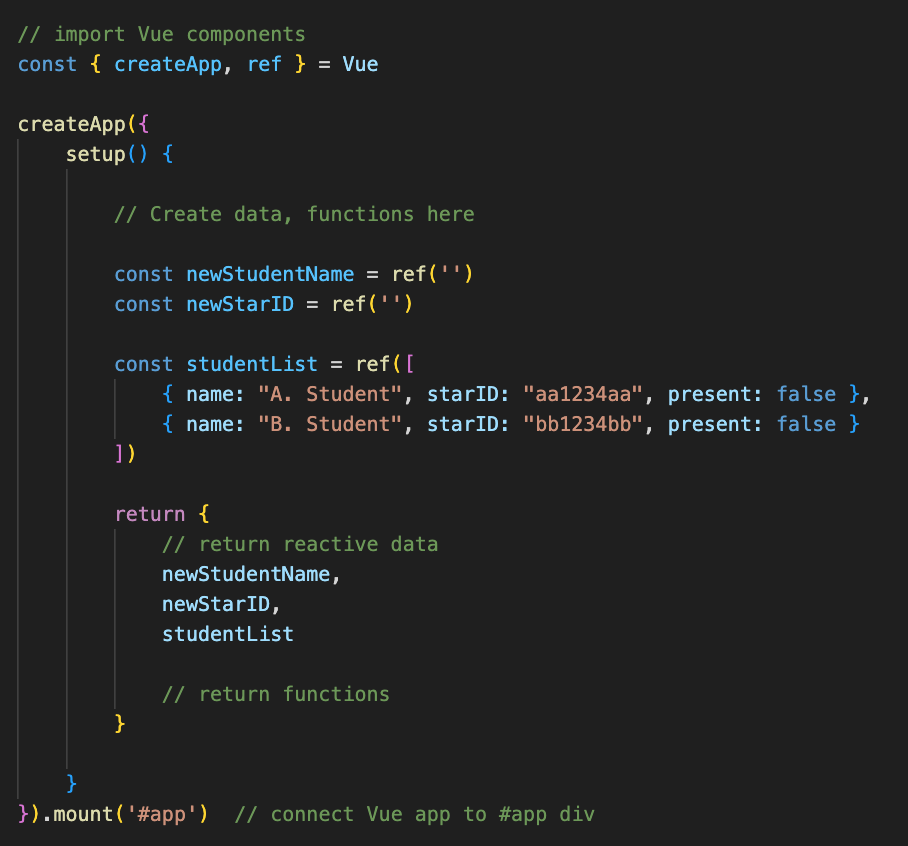 // import Vue components
const { createApp, ref } = Vue
createApp({
setup() {
// Create data, functions here
const newStudentName = ref('')
const newStarID = ref('')
const studentList = ref([
{ name: "A. Student", starID: "aa1234aa", present: false },
{ name: "B. Student", starID: "bb1234bb", present: false }
])
return {
// return reactive data
newStudentName,
newStarID,
studentList
// return functions
}
}
}).mount('#app')  // connect Vue app to #app div